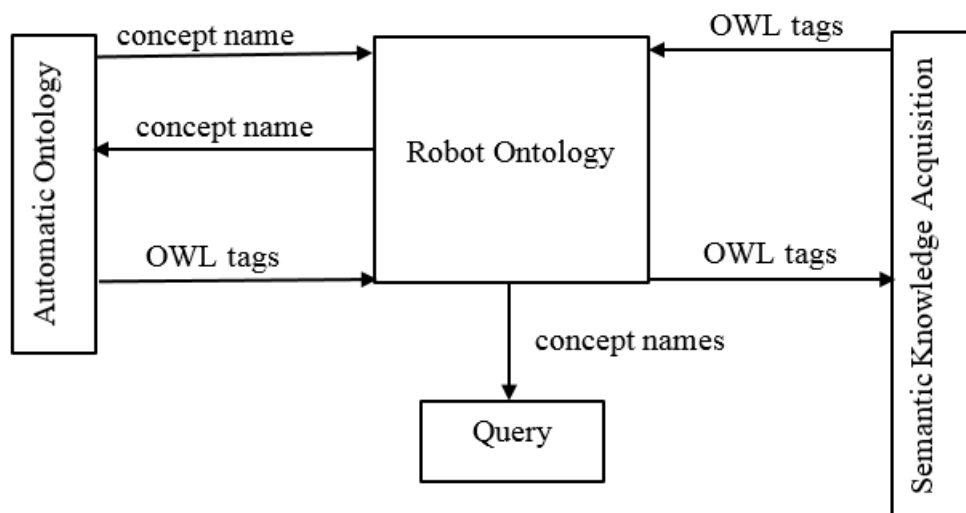 concept name
OWL tags
Automatic Ontology
concept name
Robot Ontology
Semantic Knowledge Acquisition
OWL tags
OWL tags
concept names
Query